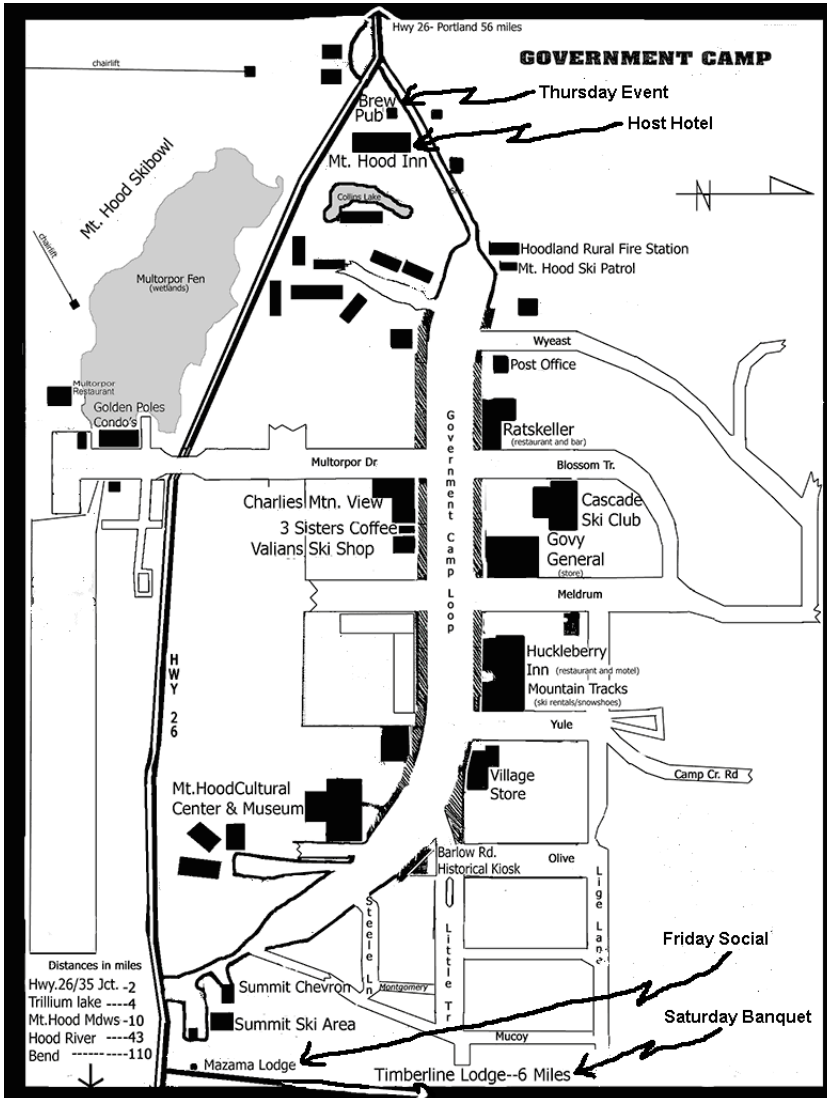 Hwy 26- Portland 56 miles
GOVERNMENT CAMP
chairlift
Thursday Event
Brew
Pub
Host Hotel
Mt. Hood Inn
Mt. Hood Skibowl
N
Collins Lake
chairlift
Hoodland Rural Fire Station
Mt. Hood Ski Patrol
Multorpor Fen
(wetlands)
Wyeast
Post Office
Multorpor
Restaurant
Golden Poles
Condo's
Government Camp Loop
Ratskeller
(restaurant and bar)
Multorpor Dr
Blossom Tr.
Charlies Mtn. View
3 Sisters Coffee
Valians Ski Shop
Cascade
Ski Club
Govy
General
(store)
Meldrum
HWY 26
Huckleberry
Inn (restaurant and motel)
Mountain Tracks
(ski rentals/snowshoes)
Yule
Camp Cr. Rd
Village
Store
Mt.HoodCultural
Center & Museum
Barlow Rd.
Historical Kiosk
Olive
Lige Lane
Steele Ln
Little Tr
Friday Social
Distances in miles
Hwy.26/35 Jct. -2
Trillium lake ----4
Mt.Hood Mdws -10
Hood River ----43
Bend --------110
Summit Chevron
Montgomery
Saturday Banquet
Summit Ski Area
Mucoy
Mazama Lodge
Timberline Lodge--6 Miles